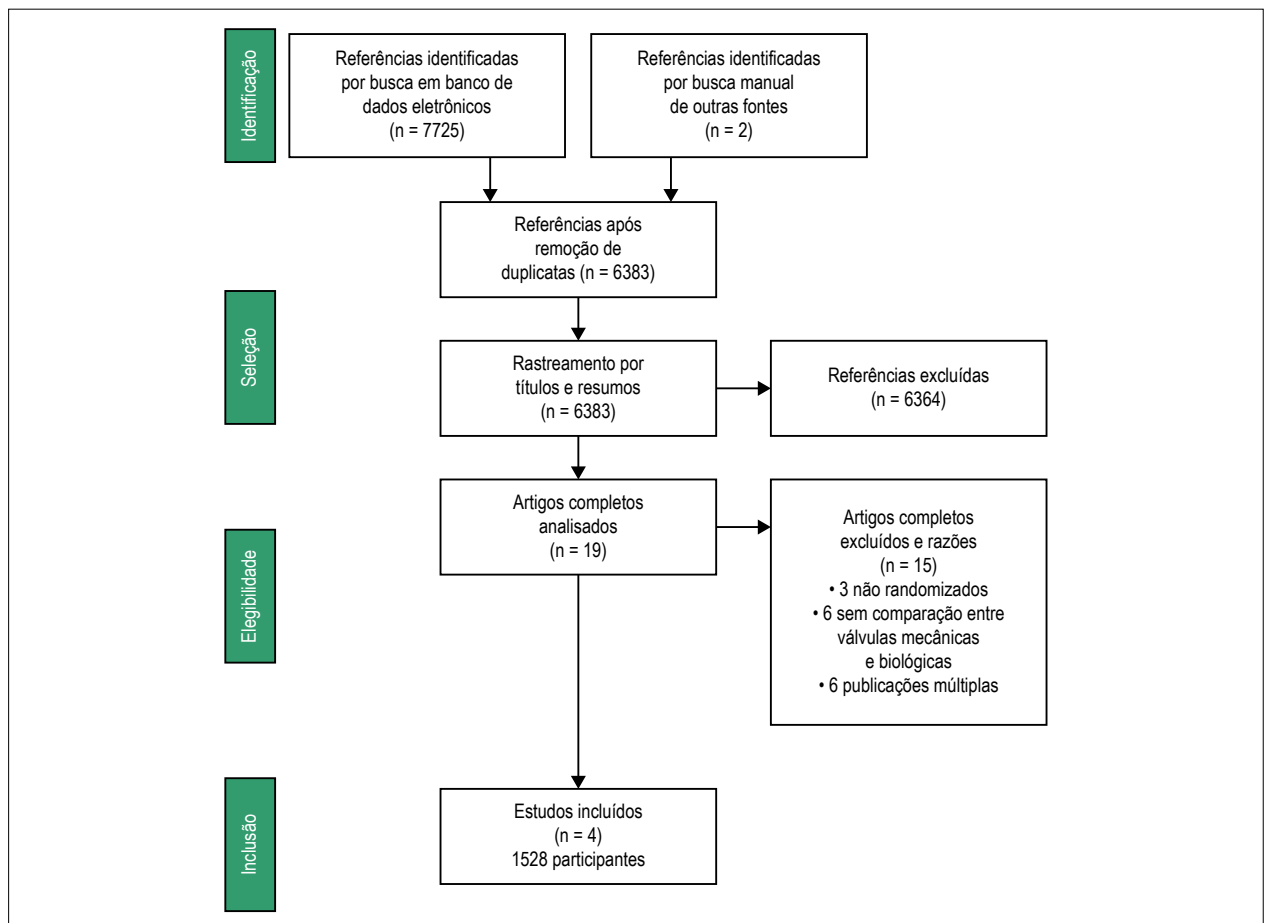 Identificação
Referências identificadas
por busca em banco de
dados eletrônicos
(n = 7725)
Referências identificadas
por busca manual
de outras fontes
(n = 2)
Referências após
remoção de
duplicatas (n = 6383)
Seleção
Rastreamento por
títulos e resumos
(n = 6383)
Referências excluídas
(n = 6364)
Elegibilidade
Artigos completos
analisados
(n = 19)
Artigos completos
excluídos e razões
(n = 15)
• 3 não randomizados
• 6 sem comparação entre
válvulas mecânicas
e biológicas
• 6 publicações múltiplas
Inclusão
Estudos incluídos
(n = 4)
1528 participantes